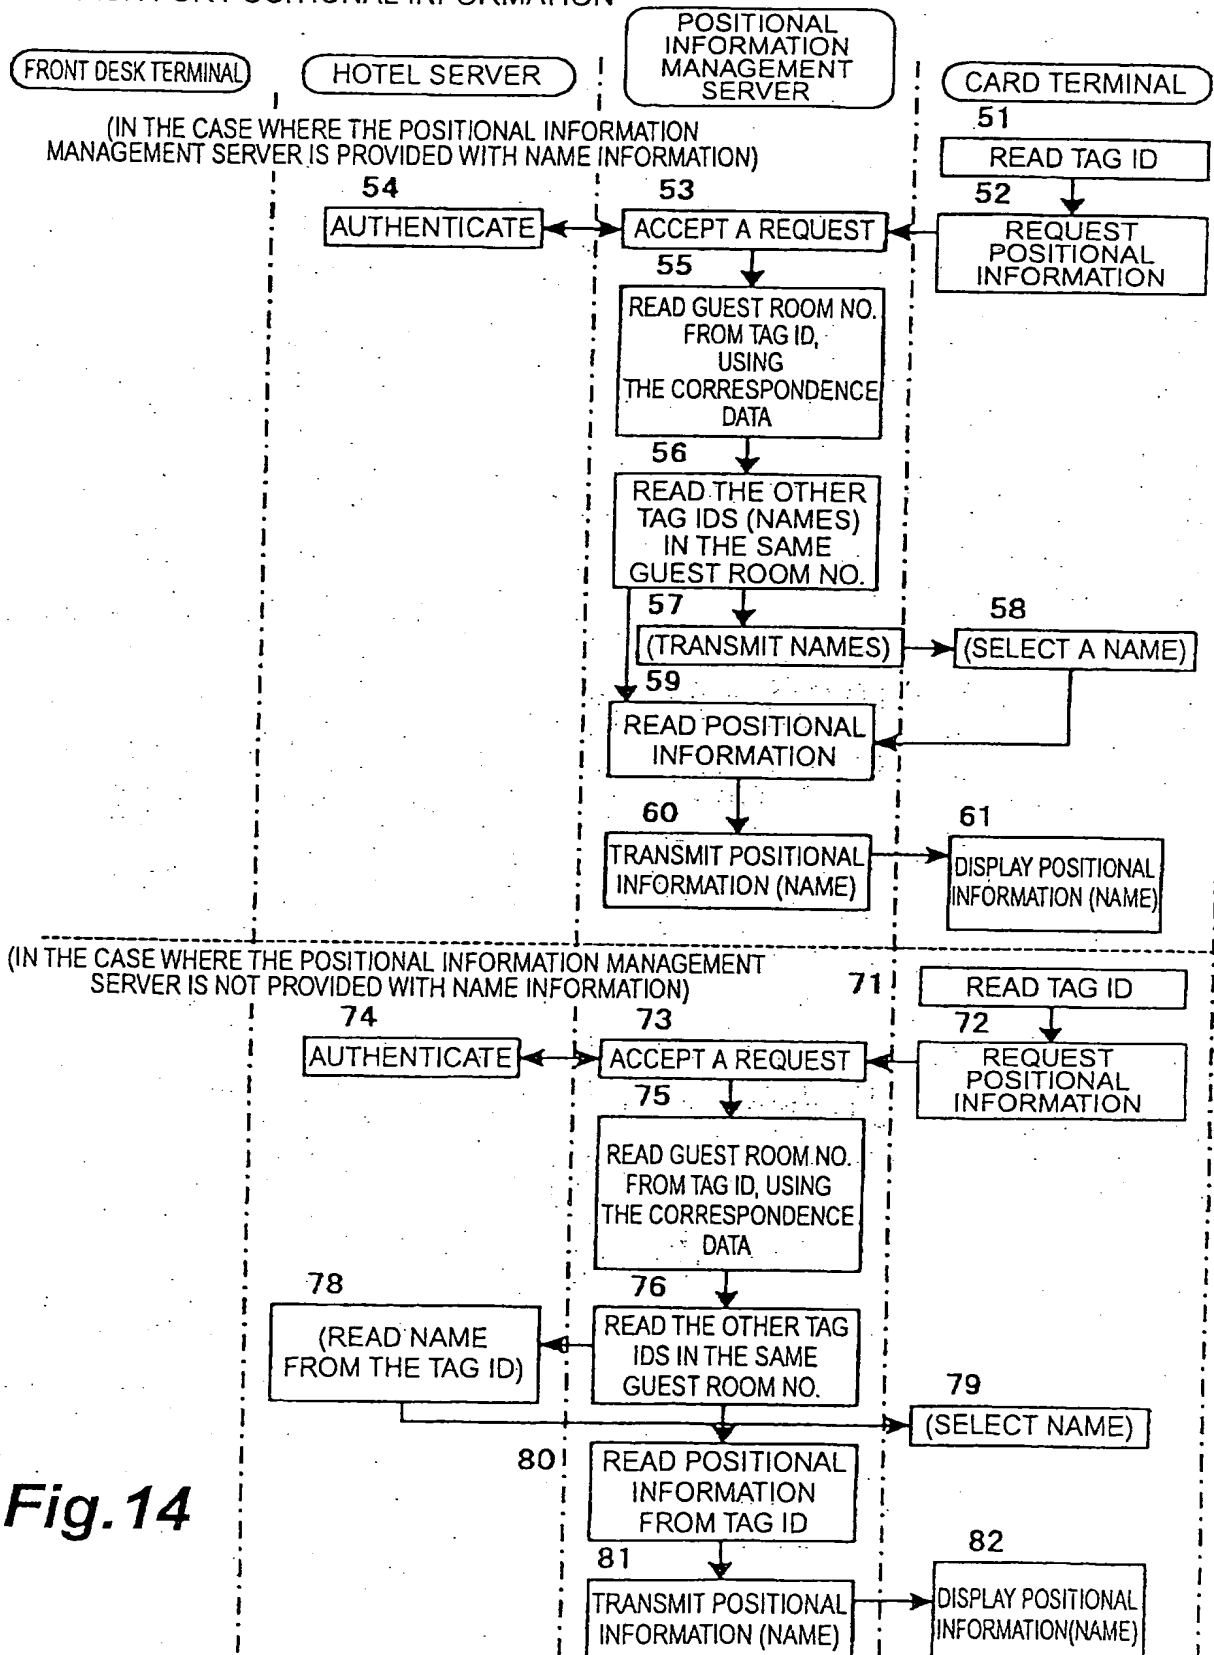 POSITIONAL INFORMATION
FRONT DESK TERMINAL
HOTEL SERVER
POSITIONAL
INFORMATION
MANAGEMENT
SERVER
CARD TERMINAL
(IN THE CASE WHERE THE POSITIONAL INFORMATION
MANAGEMENT SERVER IS PROVIDED WITH NAME INFORMATION)
51
READ TAG ID
54
53
52
AUTHENTICATE
ACCEPT A REQUEST
REQUEST
POSITIONAL
INFORMATION
55
READ GUEST ROOM NO.
FROM TAG ID,
USING
THE CORRESPONDENCE
DATA
56
READ THE OTHER
TAG IDS (NAMES)
IN THE SAME
GUEST ROOM NO.
57
58
(TRANSMIT NAMES)
(SELECT A NAME)
59
READ POSITIONAL
INFORMATION
60
61
TRANSMIT POSITIONAL
INFORMATION (NAME)
DISPLAY POSITIONAL
INFORMATION (NAME)
(IN THE CASE WHERE THE POSITIONAL INFORMATION MANAGEMENT
SERVER IS NOT PROVIDED WITH NAME INFORMATION)
71
READ TAG ID
74
73
72
AUTHENTICATE
ACCEPT A REQUEST
REQUEST
POSITIONAL
INFORMATION
75
READ GUEST ROOM NO.
FROM TAG ID, USING
THE CORRESPONDENCE
DATA
78
76
(READ NAME
FROM THE TAG ID)
READ THE OTHER TAG
IDS IN THE SAME
GUEST ROOM NO.
79
(SELECT NAME)
80
READ POSITIONAL
INFORMATION
FROM TAG ID
Fig.14
81
82
TRANSMIT POSITIONAL
INFORMATION (NAME)
DISPLAY POSITIONAL
INFORMATION(NAME)